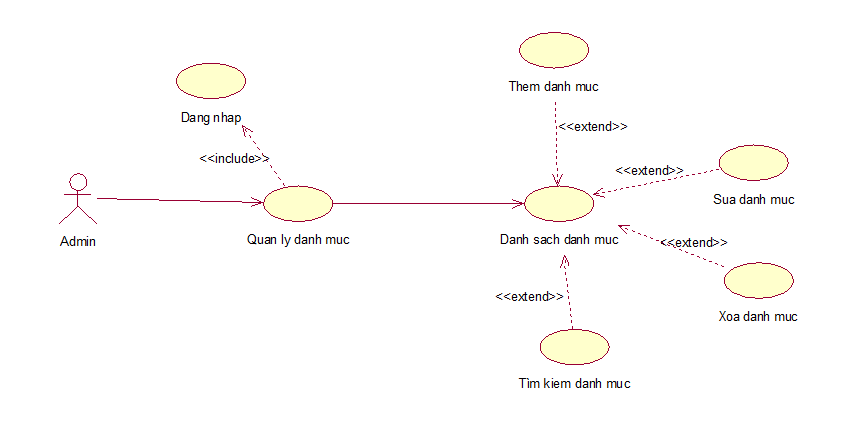 Them danh muc
Dang nhap
<<extend>>
<<include>>
<<extend>>
Sua danh muc
Admin
Quan ly danh muc
Danh sach danh muc
<<extend>>
<<extend>>
Xoa danh muc
Tìm kiem danh muc